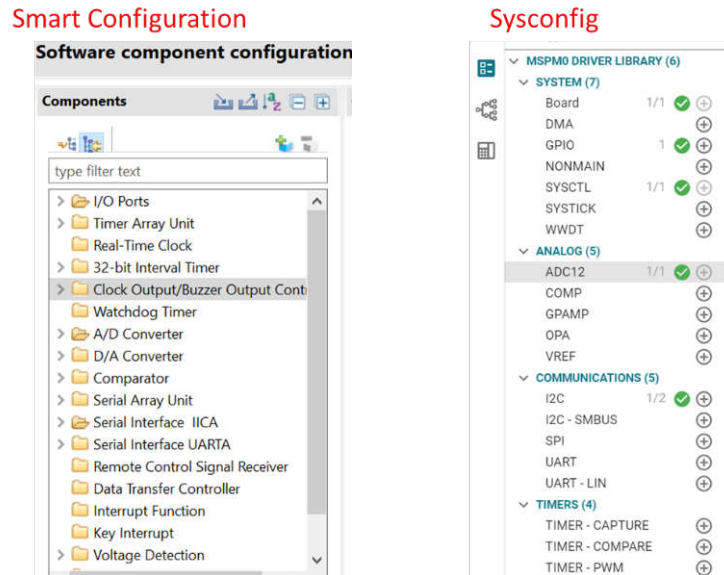 Smart Configuration
Software component configuration
Components
type filter text
I/O Ports
Timer Array Unit
Real-Time Clock
32-bit Interval Timer
Clock Output/Buzzer Output Cont
Watchdog Timer
A/D Converter
D/A Converter
Comparator
Serial Array Unit
Serial Interface IICA
Serial Interface UARTA
Remote Control Signal Receiver
Data Transfer Controller
Interrupt Function
Key Interrupt
Voltage Detection
Sysconfig
MSPM0 DRIVER LIBRARY (6)
SYSTEM (7)
Board 1/1
DMA
GPIO 1
NONMAIN
SYSCTL 1/1
SYSTICK
WWDT
ANALOG (5)
ADC12 1/1
COMP
GPAMP
OPA
VREF
COMMUNICATIONS (5)
I2C 1/2
I2C - SMBUS
SPI
UART
UART - LIN
TIMERS (4)
TIMER - CAPTURE
TIMER - COMPARE
TIMER - PWM